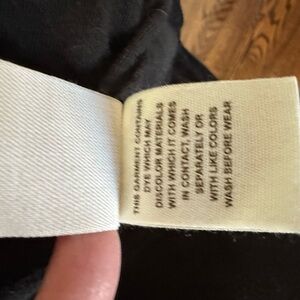 THIS GARMENT CONTAINS
DYE WHICH MAY
DISCOLOR MATERIALS
WITH WHICH IT COMES
IN CONTACT, WASH
SEPARATELY OR
WITH LIKE COLORS
WASH BEFORE WEAR